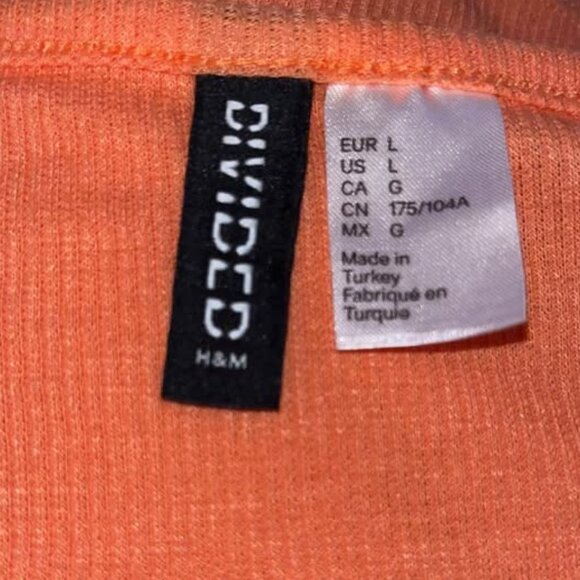 DIVIDED
H&M
EUR L
US L
CA G
CN 175/104A
MX G
Made in
Turkey
Fabriqué en
Turquie